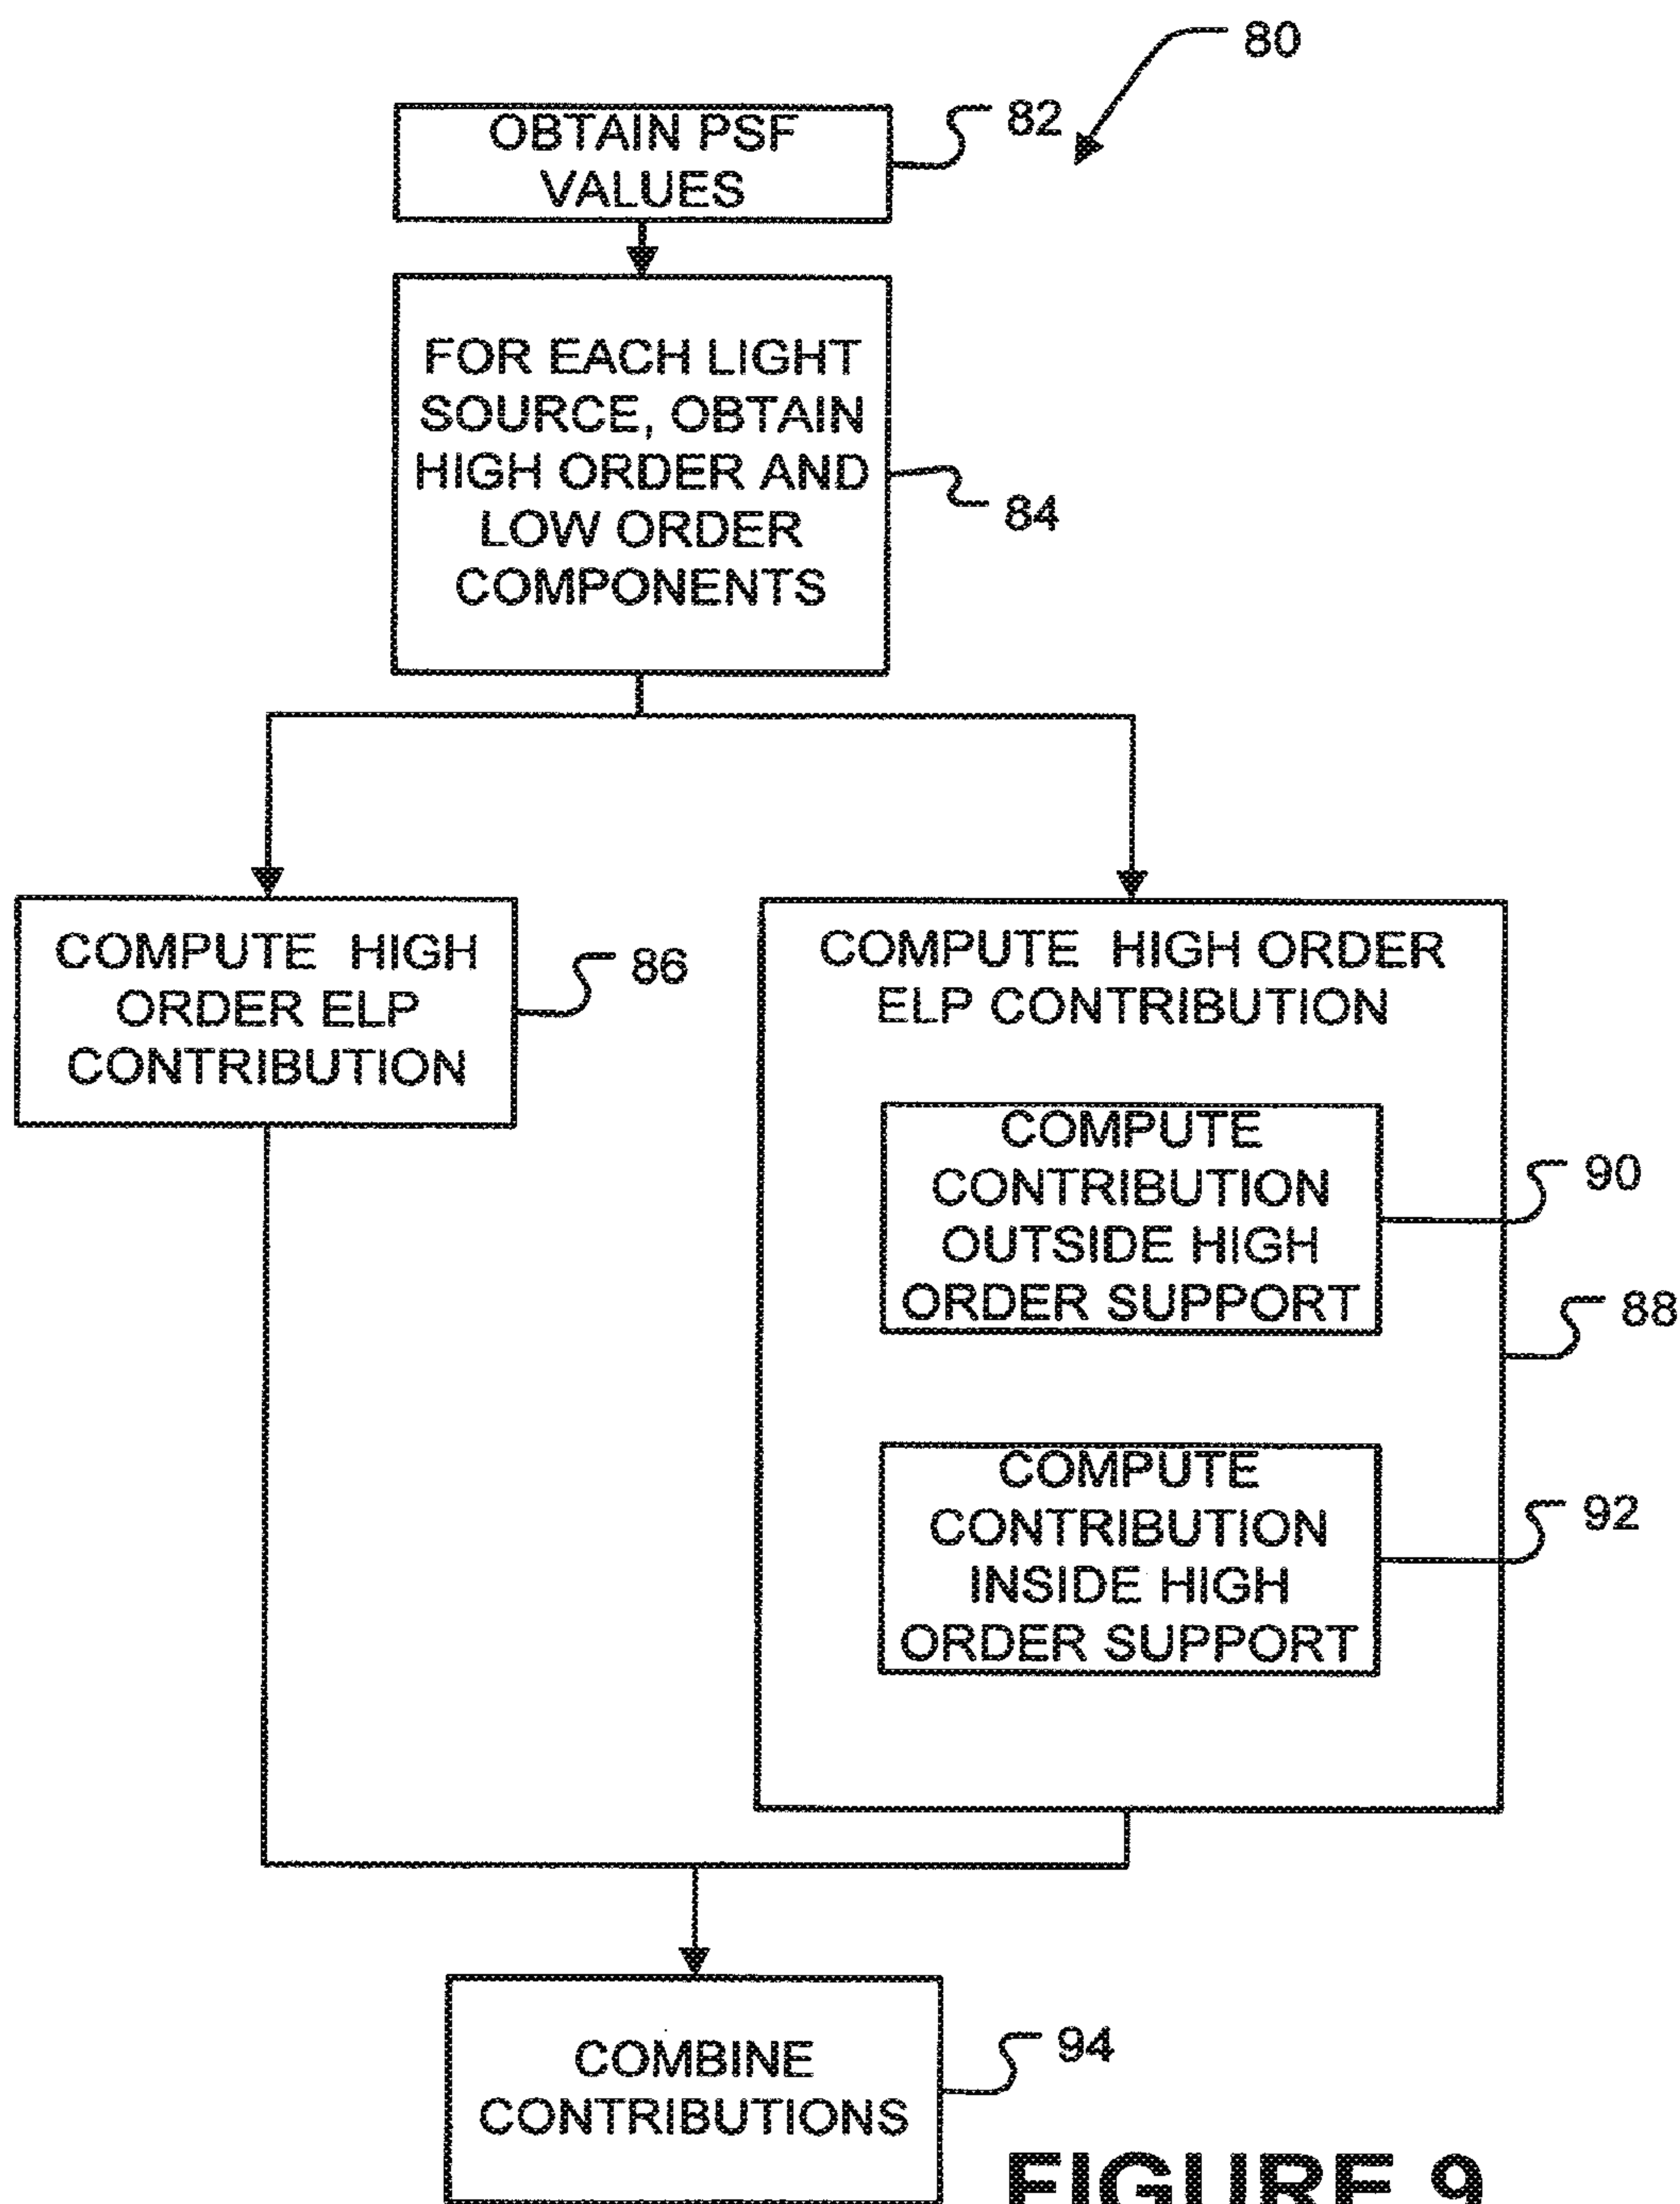 80
OBTAIN PSF
VALUES
82
FOR EACH LIGHT
SOURCE, OBTAIN
HIGH ORDER AND
LOW ORDER
COMPONENTS
84
COMPUTE HIGH
ORDER ELP
CONTRIBUTION
86
COMPUTE HIGH ORDER
ELP CONTRIBUTION
COMPUTE
CONTRIBUTION
OUTSIDE HIGH
ORDER SUPPORT
90
88
COMPUTE
CONTRIBUTION
INSIDE HIGH
ORDER SUPPORT
92
COMBINE
CONTRIBUTIONS
94
FIGURE 9